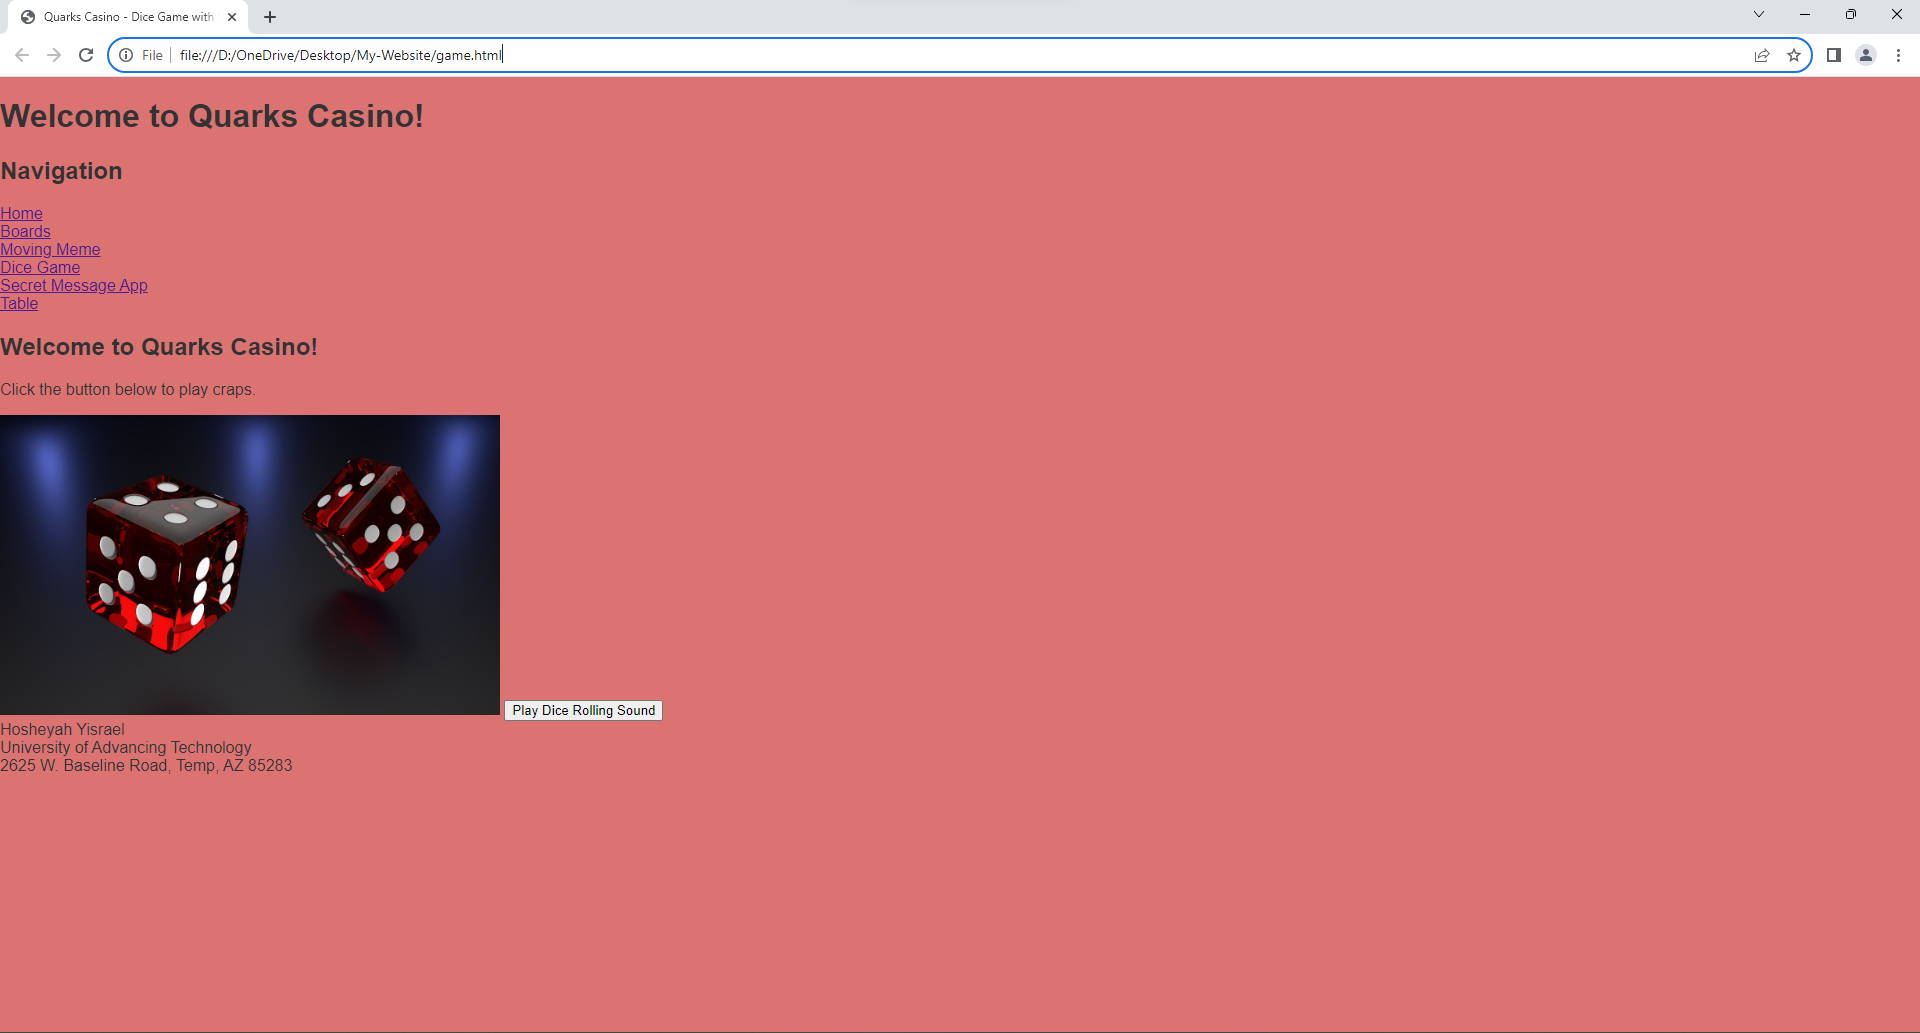 Quarks Casino - Dice Game with
File
file:///D:/OneDrive/Desktop/My-Website/game.html
Welcome to Quarks Casino!
Navigation
Home
Boards
Moving Meme
Dice Game
Secret Message App
Table
Welcome to Quarks Casino!
Click the button below to play craps.
Play Dice Rolling Sound
Hosheyah Yisrael
University of Advancing Technology
2625 W. Baseline Road, Temp, AZ 85283